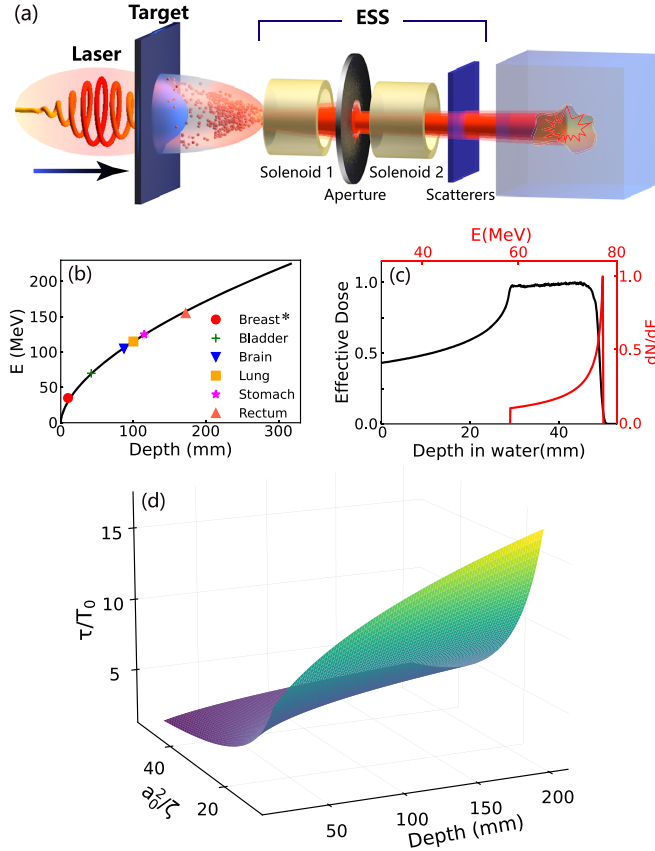 (a)
Target
ESS
Laser
Solenoid 1
Solenoid 2
Aperture
Scatterers
E(MeV)
40
60
80
(b)
(c)
200
150
100
50
0
E (MeV)
Breast*
Bladder
Brain
Lung
Stomach
Rectum
0
100
200
300
Depth (mm)
1.0
0.5
0.0
Effective Dose
1.0
0.5
0.0
dN/dE
0
20
40
Depth in water(mm)
(d)
15
10
5
τ/T₀
40
20
a₀²/ζ
50
100
150
200
Depth (mm)